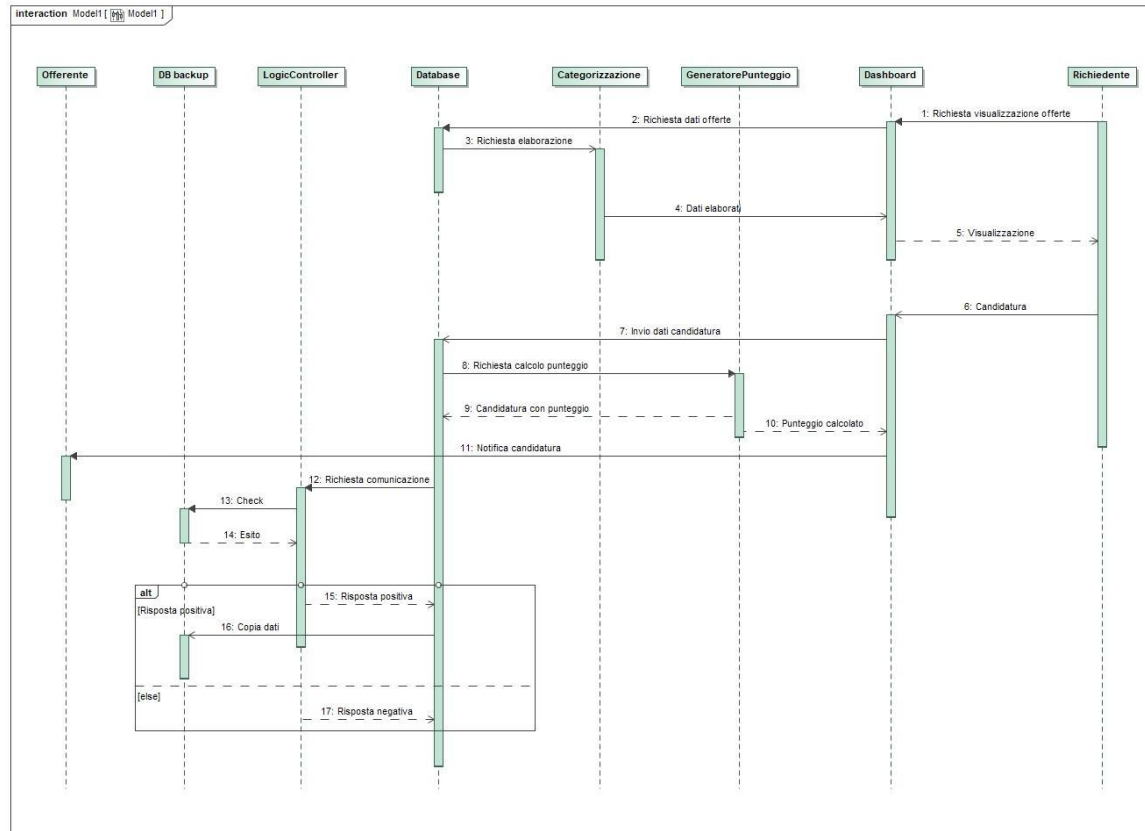 interaction Model1 [ Model1 ]
Offerente
DB backup
LogicController
Database
Categorizzazione
GeneratorePunteggio
Dashboard
Richiedente
1: Richiesta visualizzazione offerte
2: Richiesta dati offerte
3: Richiesta elaborazione
4: Dati elaborati
5: Visualizzazione
6: Candidatura
7: Invio dati candidatura
8: Richiesta calcolo punteggio
9: Candidatura con punteggio
10: Punteggio calcolato
11: Notifica candidatura
12: Richiesta comunicazione
13: Check
14: Esito
alt
15: Risposta positiva
[Risposta positiva]
16: Copia dati
[else]
17: Risposta negativa